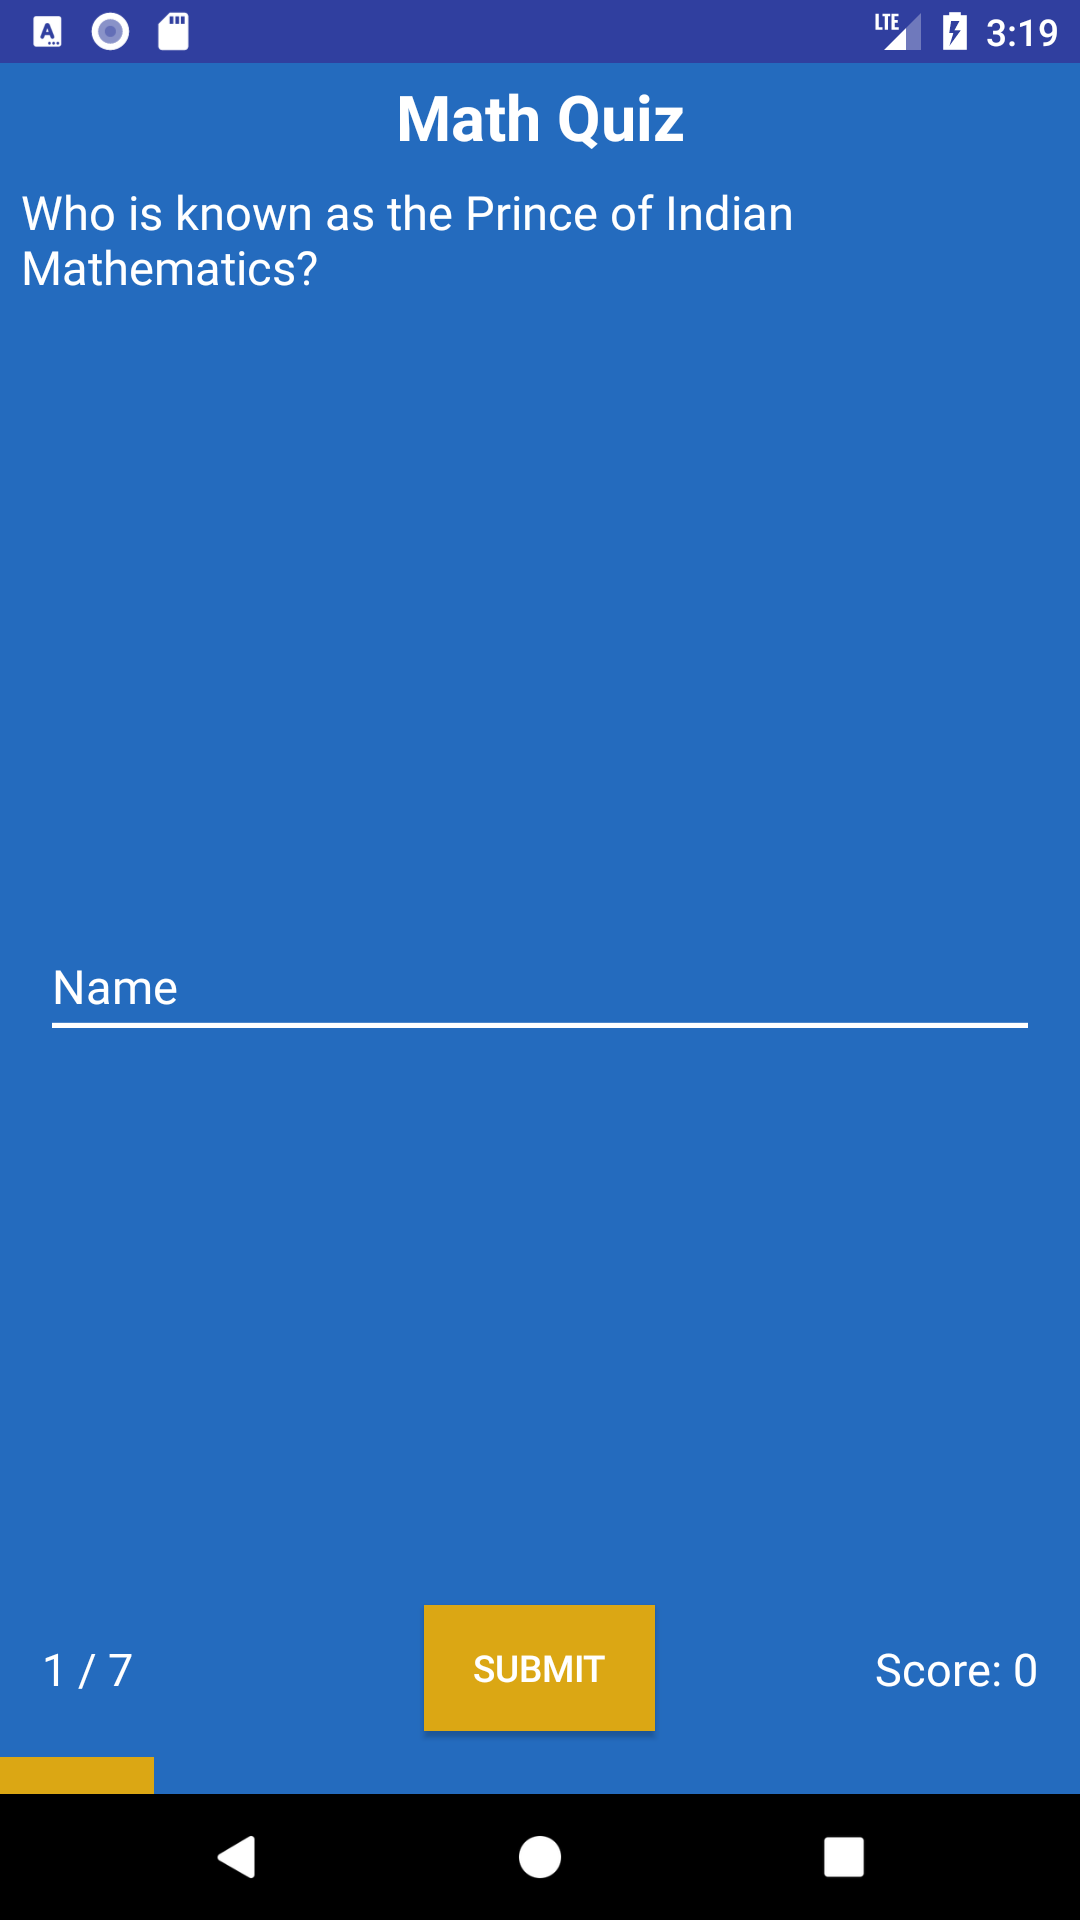 LTE 3:19
Math Quiz
Who is known as the Prince of Indian
Mathematics?
Name
1 / 7
SUBMIT
Score: 0